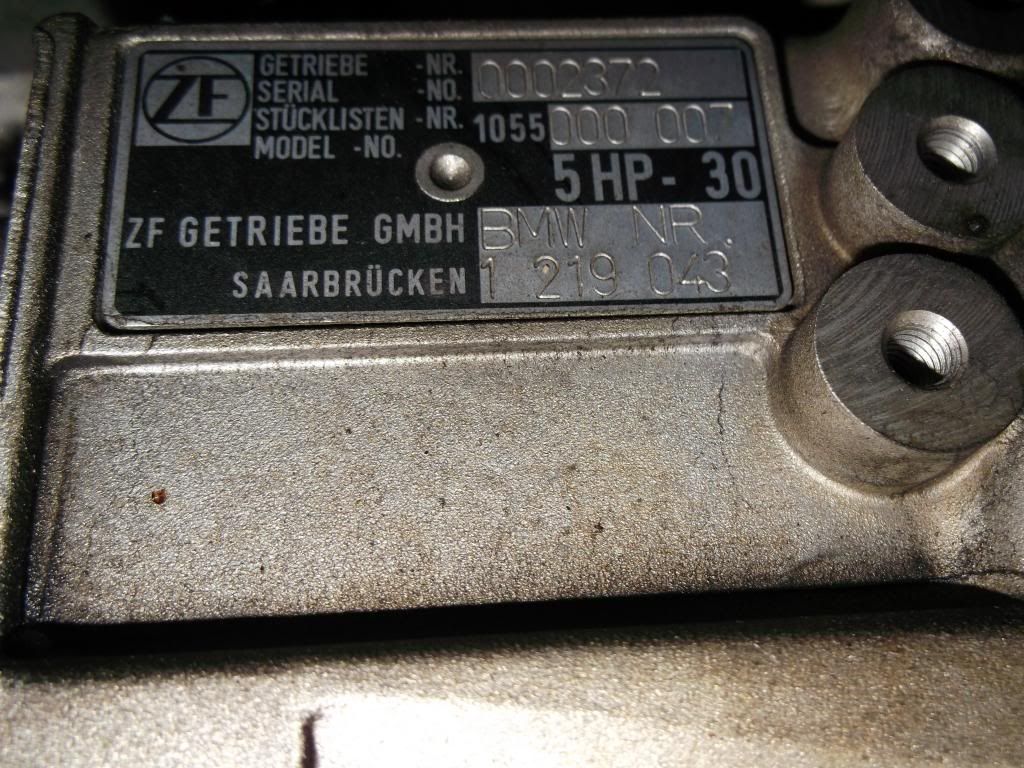 ZF
GETRIEBE -NR. 0002372
SERIAL -NO.
STÜCKLISTEN -NR. 1055 000 007
MODEL -NO.
5 HP - 30
ZF GETRIEBE GMBH BMW NR.
SAARBRÜCKEN 1 219 043